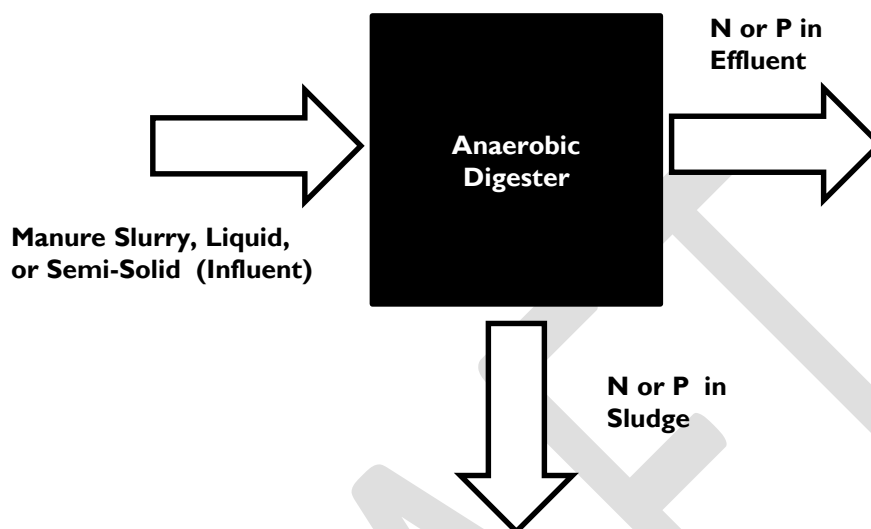 N or P in
Effluent
Anaerobic
Digester
Manure Slurry, Liquid,
or Semi-Solid (Influent)
N or P in
Sludge